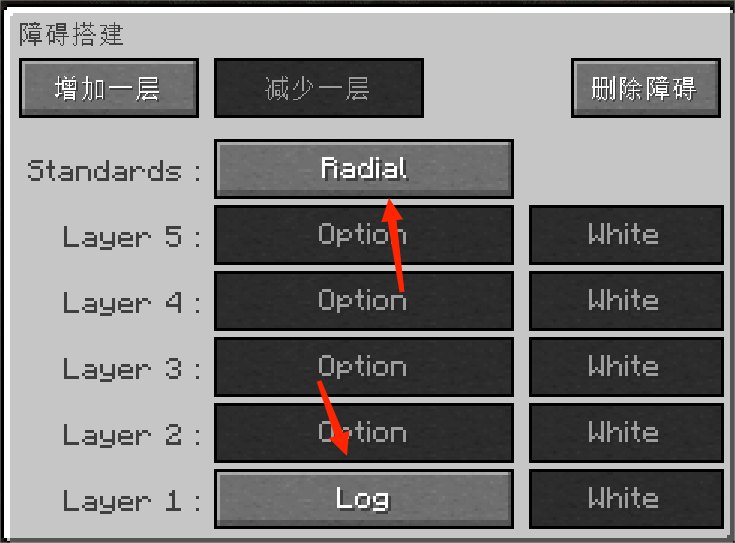 障碍搭建
增加一层 减少一层 删除障碍
Standards : Radial
Layer 5 : Option White
Layer 4 : Option White
Layer 3 : Option White
Layer 2 : Option White
Layer 1 : Log White